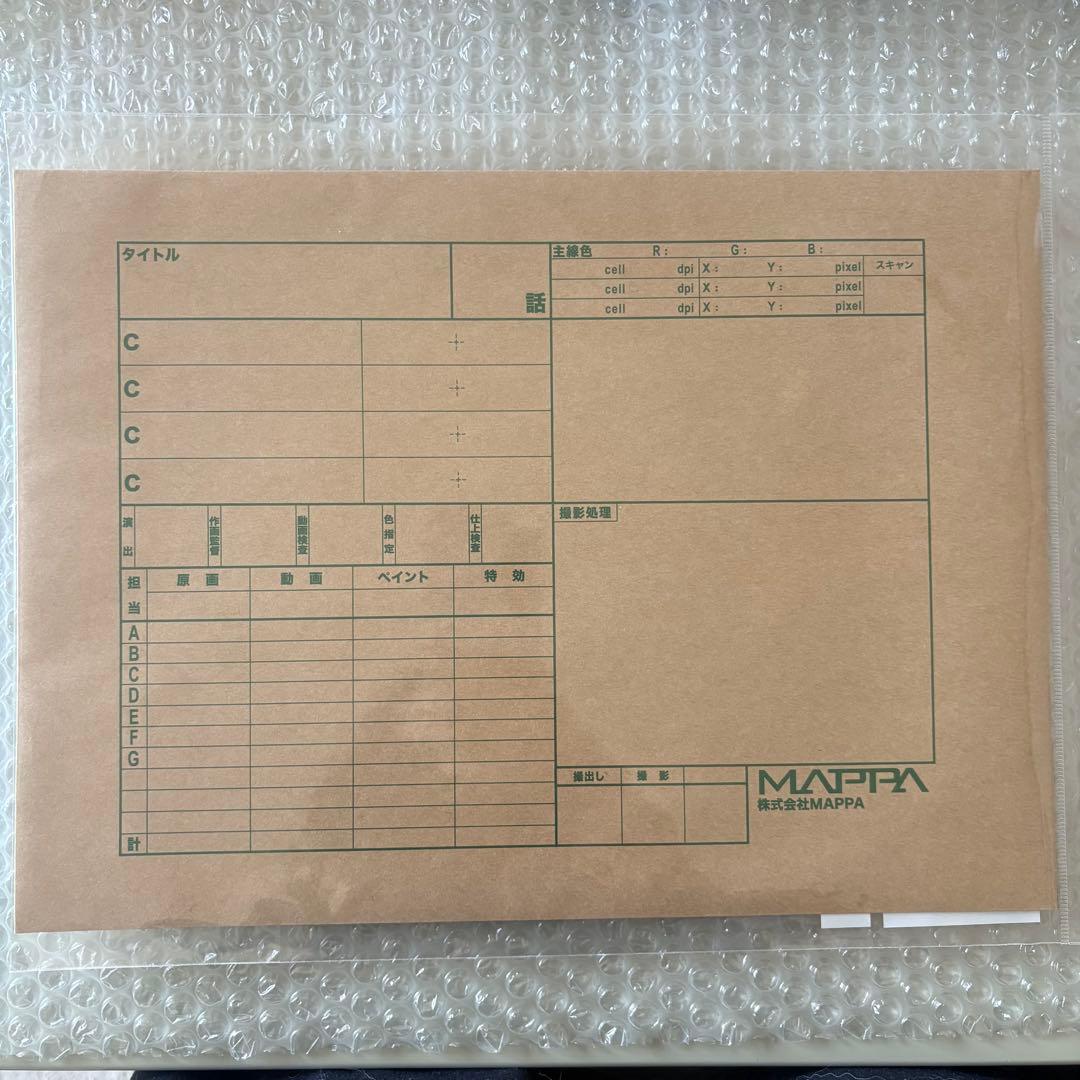 タイトル
話
主線色 R: G: B:
cell dpi X: Y: pixel スキャン
cell dpi X: Y: pixel
cell dpi X: Y: pixel
C
C
C
C
演出 作画監督 動画検査 色指定 仕上検査
撮影処理
担当 原画 動画 ペイント 特効
A
B
C
D
E
F
G
計
撮出し 撮影
MAPPA
株式会社MAPPA